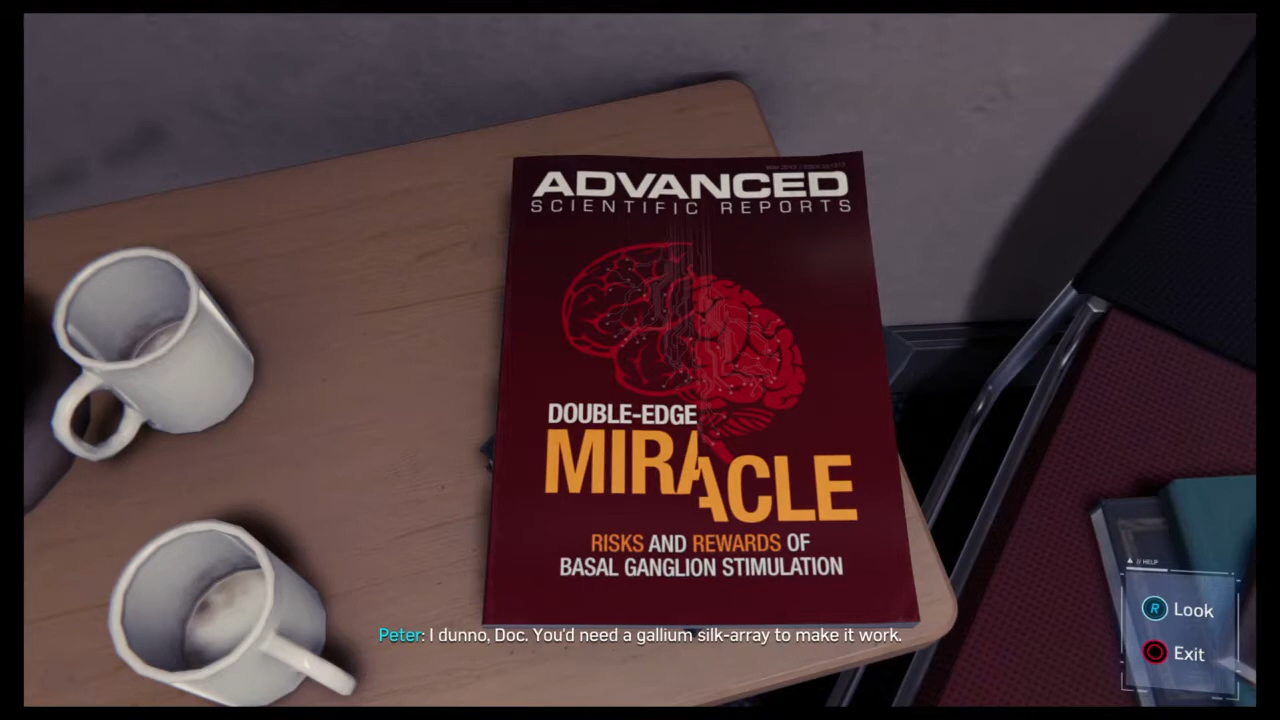 ADVANCED
SCIENTIFIC REPORTS
DOUBLE-EDGE
MIRACLE
RISKS AND REWARDS OF
BASAL GANGLION STIMULATION
Peter: I dunno, Doc. You'd need a gallium silk-array to make it work.
// HELP
R Look
Exit